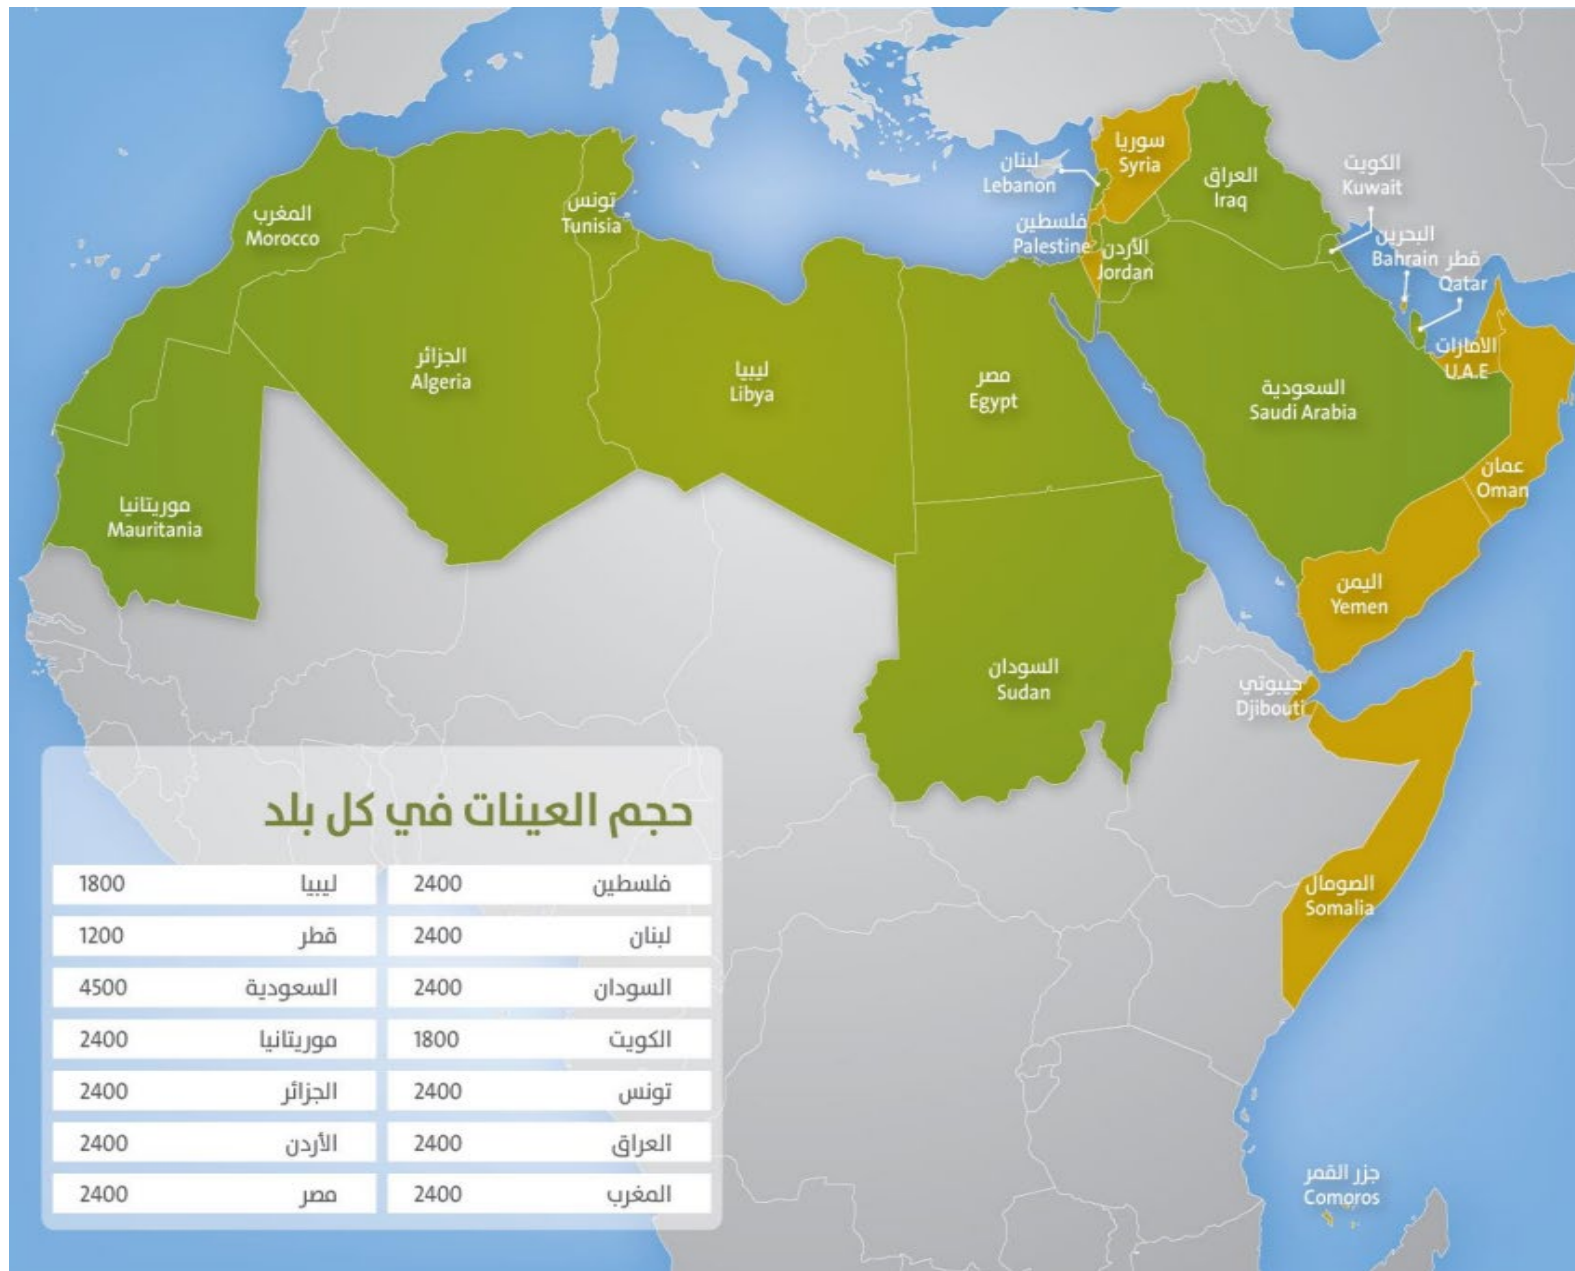 سوريا
Syria
لبنان
Lebanon
العراق
Iraq
الكويت
Kuwait
المغرب
Morocco
تونس
Tunisia
فلسطين
Palestine
الأردن
Jordan
البحرين
Bahrain
قطر
Qatar
الجزائر
Algeria
ليبيا
Libya
مصر
Egypt
السعودية
Saudi Arabia
الأمارات
U.A.E
عمان
Oman
موريتانيا
Mauritania
اليمن
Yemen
السودان
Sudan
جيبوتي
Djibouti
الصومال
Somalia
جزر القمر
Comoros
حجم العينات في كل بلد
فلسطين 2400
ليبيا 1800
لبنان 2400
قطر 1200
السودان 2400
السعودية 4500
الكويت 1800
موريتانيا 2400
تونس 2400
الجزائر 2400
العراق 2400
الأردن 2400
المغرب 2400
مصر 2400